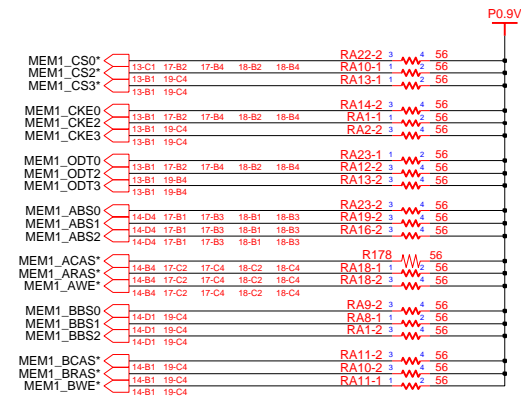 P0.9V
MEM1_CS0* 13-C1 17-B2 17-B4 18-B2 18-B4 RA22-2 3 4 56
MEM1_CS2* 13-B1 19-C4 RA10-1 1 2 56
MEM1_CS3* 13-B1 19-C4 RA13-1 1 2 56
MEM1_CKE0 13-B1 17-B2 17-B4 18-B2 18-B4 RA14-2 3 4 56
MEM1_CKE2 13-B1 19-C4 RA1-1 1 2 56
MEM1_CKE3 13-B1 19-C4 RA2-2 3 4 56
MEM1_ODT0 13-B1 17-B2 17-B4 18-B2 18-B4 RA23-1 1 2 56
MEM1_ODT2 13-B1 19-B4 RA12-2 3 4 56
MEM1_ODT3 13-B1 19-B4 RA13-2 3 4 56
MEM1_ABS0 14-D4 17-B1 17-B3 18-B1 18-B3 RA23-2 3 4 56
MEM1_ABS1 14-D4 17-B1 17-B3 18-B1 18-B3 RA19-2 3 4 56
MEM1_ABS2 14-D4 17-B1 17-B3 18-B1 18-B3 RA16-2 3 4 56
MEM1_ACAS* 14-B4 17-C2 17-C4 18-C2 18-C4 R178 56
MEM1_ARAS* 14-B4 17-C2 17-C4 18-C2 18-C4 RA18-1 1 2 56
MEM1_AWE* 14-B4 17-C2 17-C4 18-C2 18-C4 RA18-2 3 4 56
MEM1_BBS0 14-D1 19-C4 RA9-2 3 4 56
MEM1_BBS1 14-D1 19-C4 RA8-1 1 2 56
MEM1_BBS2 14-D1 19-C4 RA1-2 3 4 56
MEM1_BCAS* 14-B1 19-C4 RA11-2 3 4 56
MEM1_BRAS* 14-B1 19-C4 RA10-2 3 4 56
MEM1_BWE* 14-B1 19-C4 RA11-1 1 2 56